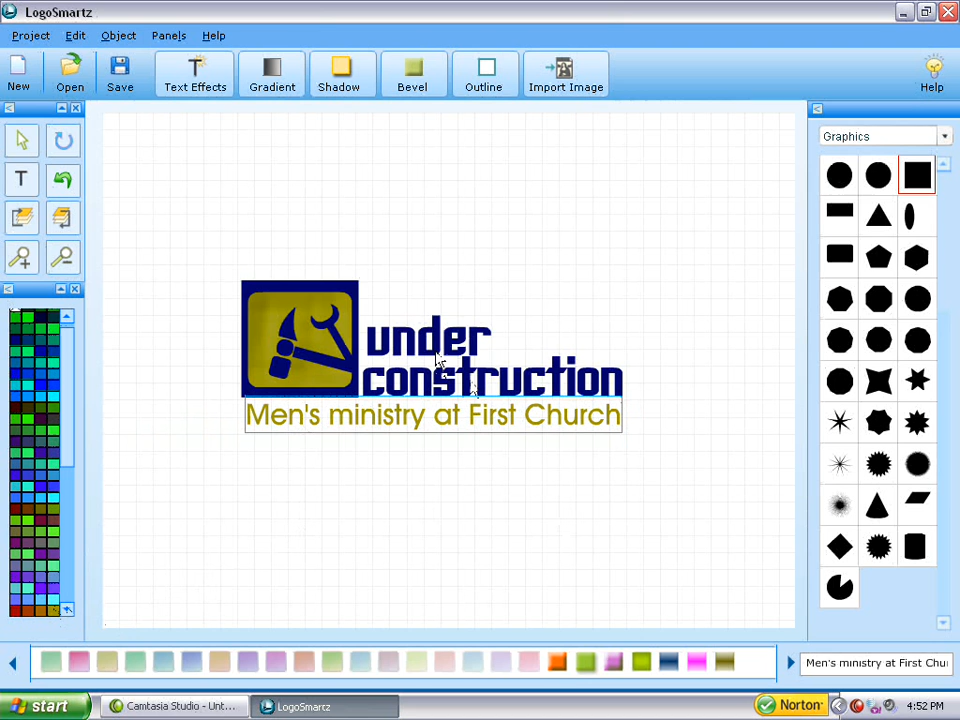 LogoSmartz
Project Edit Object Panels Help
New Open Save Text Effects Gradient Shadow Bevel Outline Import Image Help
Graphics
T
under
construction
Men's ministry at First Church
Men's ministry at First Chu
start Camtasia Studio - Unt... LogoSmartz Norton 4:52 PM